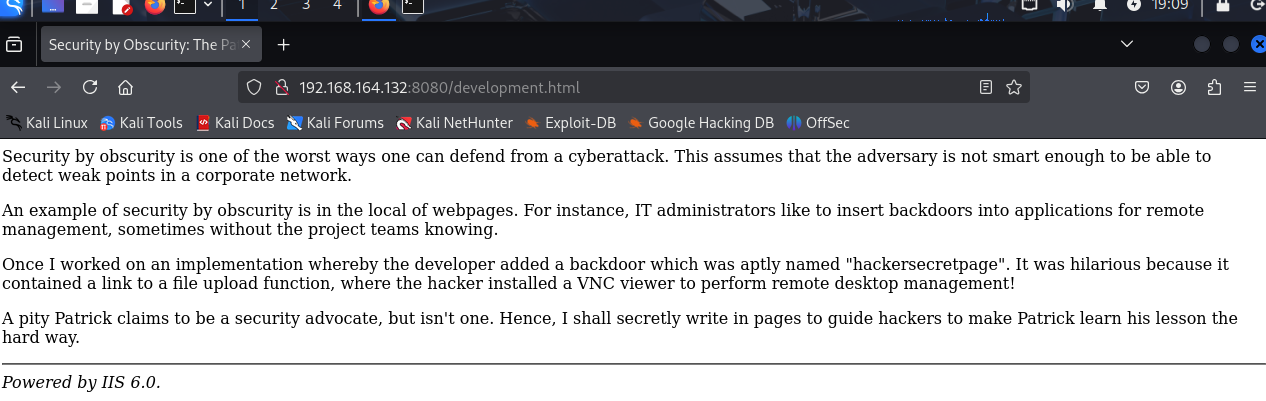 1 2 3 4 19:09
Security by Obscurity: The Pa
192.168.164.132:8080/development.html
Kali Linux Kali Tools Kali Docs Kali Forums Kali NetHunter Exploit-DB Google Hacking DB OffSec
Security by obscurity is one of the worst ways one can defend from a cyberattack. This assumes that the adversary is not smart enough to be able to
detect weak points in a corporate network.
An example of security by obscurity is in the local of webpages. For instance, IT administrators like to insert backdoors into applications for remote
management, sometimes without the project teams knowing.
Once I worked on an implementation whereby the developer added a backdoor which was aptly named "hackersecretpage". It was hilarious because it
contained a link to a file upload function, where the hacker installed a VNC viewer to perform remote desktop management!
A pity Patrick claims to be a security advocate, but isn't one. Hence, I shall secretly write in pages to guide hackers to make Patrick learn his lesson the
hard way.
Powered by IIS 6.0.